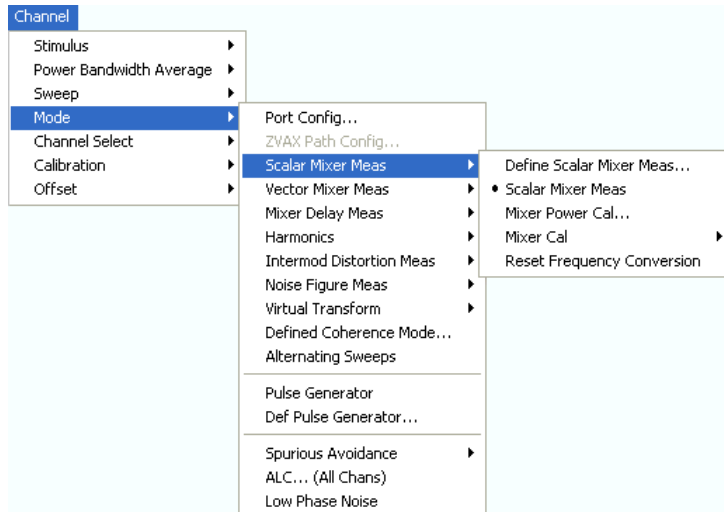 Channel
Stimulus
Power Bandwidth Average
Sweep
Mode
Channel Select
Calibration
Offset
Port Config...
ZVAX Path Config...
Scalar Mixer Meas
Vector Mixer Meas
Mixer Delay Meas
Harmonics
Intermod Distortion Meas
Noise Figure Meas
Virtual Transform
Defined Coherence Mode...
Alternating Sweeps
Pulse Generator
Def Pulse Generator...
Spurious Avoidance
ALC... (All Chans)
Low Phase Noise
Define Scalar Mixer Meas...
Scalar Mixer Meas
Mixer Power Cal...
Mixer Cal
Reset Frequency Conversion